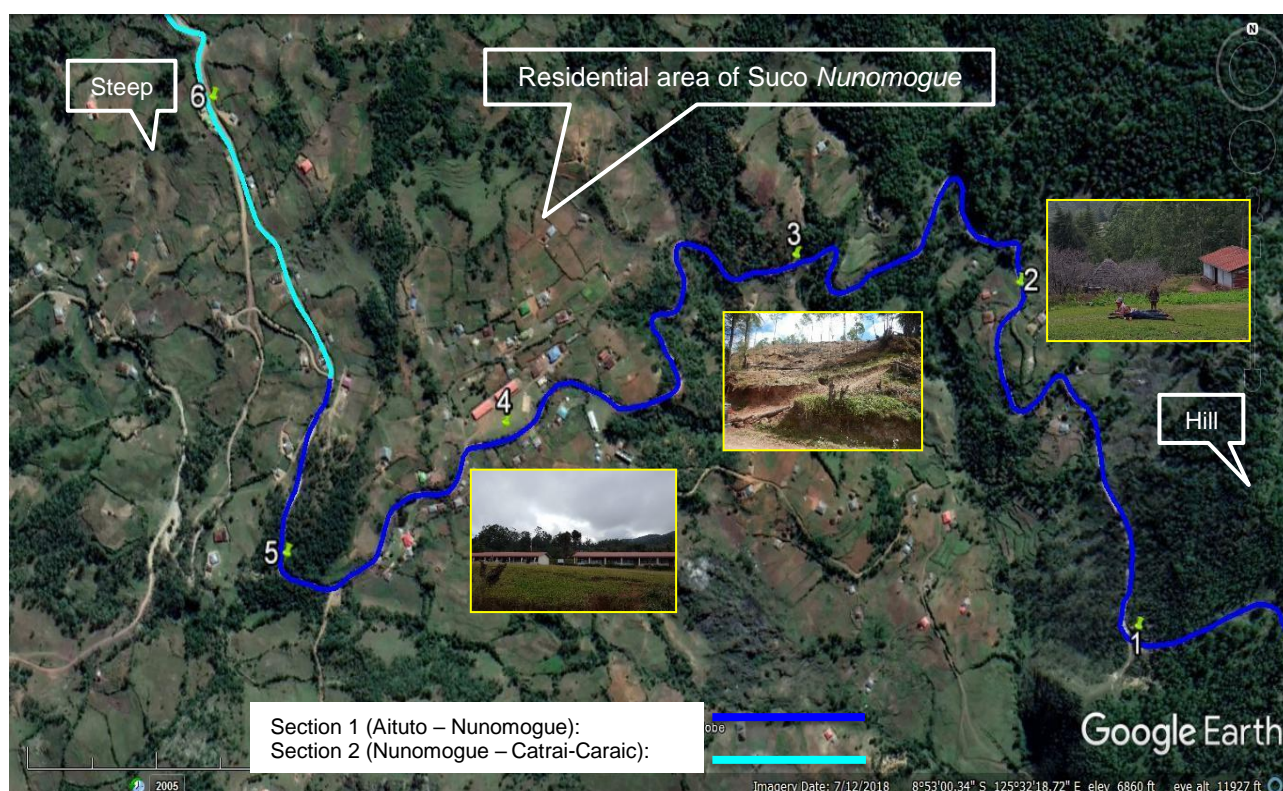 N
Steep
Residential area of Suco Nunomogue
6
3
2
4
Hill
5
1
Section 1 (Aituto – Nunomogue):
Section 2 (Nunomogue – Catrai-Caraic):
obe
Google Earth
2005
Imagery Date: 7/12/2018 8°53'00.34" S 125°32'18.72" E elev 6860 ft eye alt 11927 ft